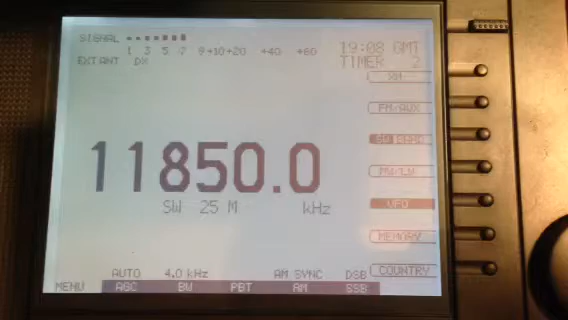 SIGNAL
1 3 5 7 9+10+20 +40 +60
19:08 GMT
EXT ANT DX
TIMER 2
FM/AUX
MW/LW
11850.0
VFO
SW 25 M kHz
MEMORY
COUNTRY
AUTO 4.0 kHz AM SYNC DSB
MENU AGC BW PBT AM SSB